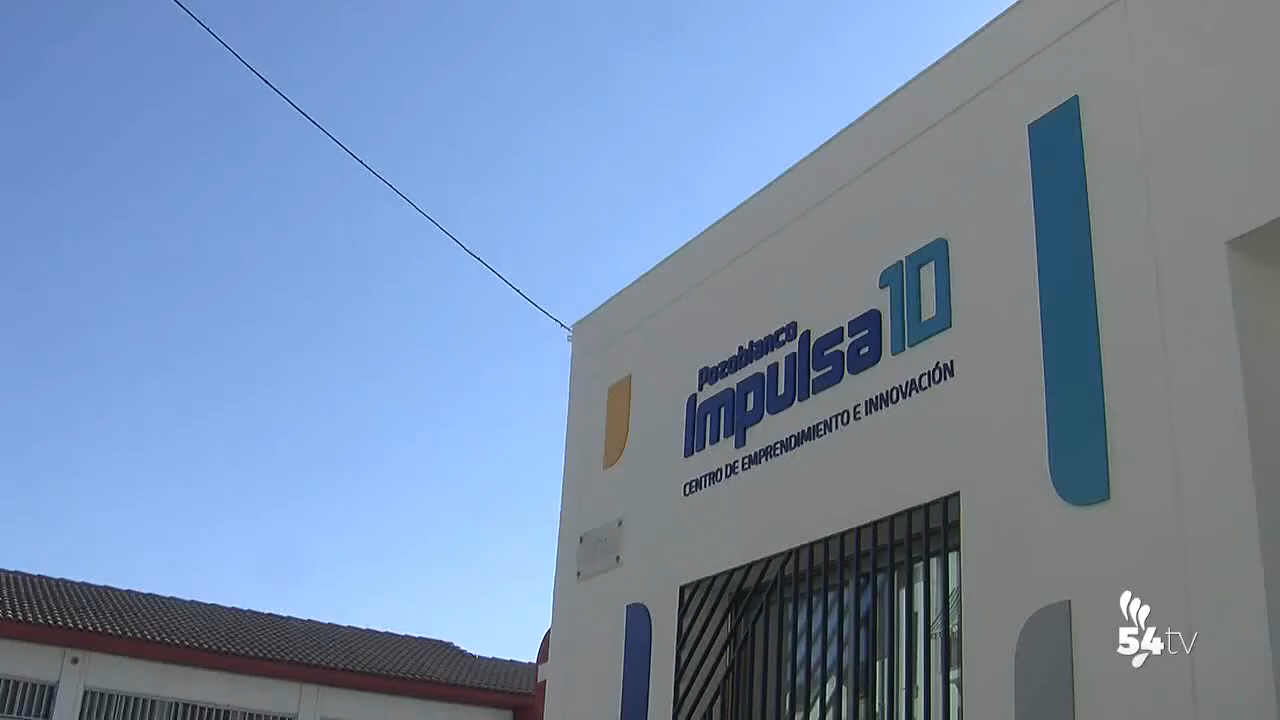 Pozoblanco
Impulsa10
CENTRO DE EMPRENDIMIENTO E INNOVACIÓN
54tv